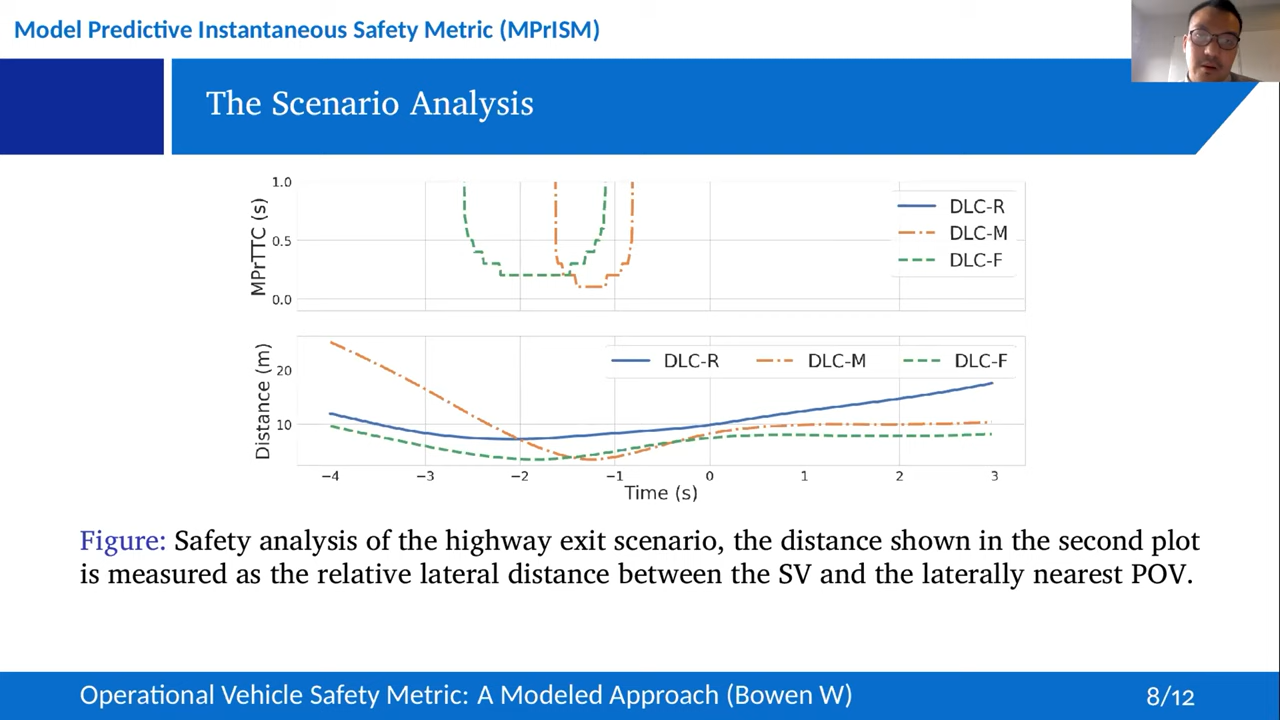 Model Predictive Instantaneous Safety Metric (MPrISM)
The Scenario Analysis
MPrTTC (s)
1.0
0.5
0.0
DLC-R
DLC-M
DLC-F
Distance (m)
20
10
DLC-R DLC-M DLC-F
−4 −3 −2 −1 0 1 2 3
Time (s)
Figure: Safety analysis of the highway exit scenario, the distance shown in the second plot
is measured as the relative lateral distance between the SV and the laterally nearest POV.
Operational Vehicle Safety Metric: A Modeled Approach (Bowen W) 8/12